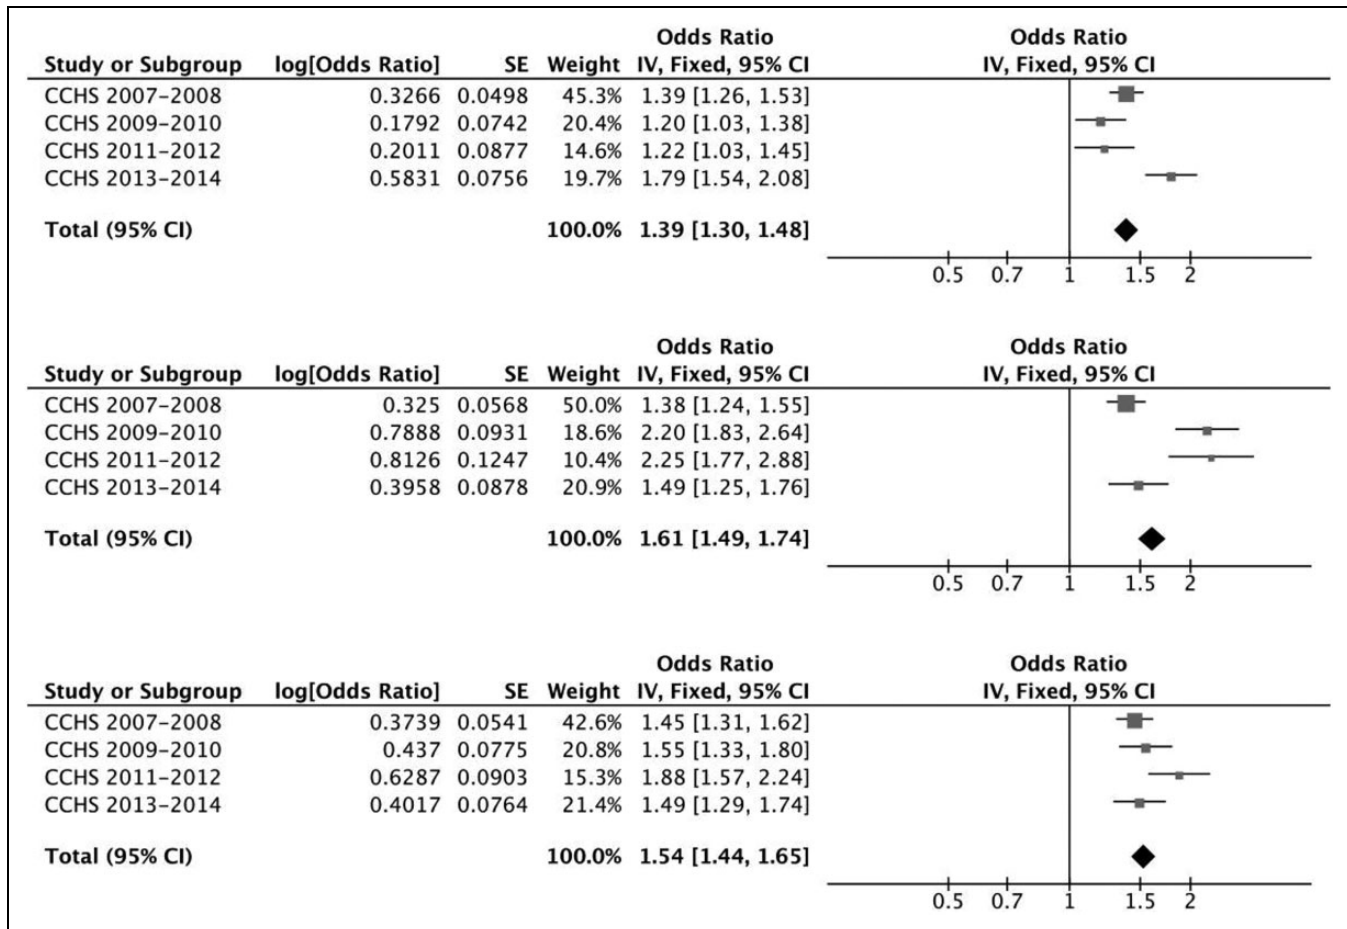 Odds Ratio Odds Ratio
Study or Subgroup log[Odds Ratio] SE Weight IV, Fixed, 95% CI IV, Fixed, 95% CI
CCHS 2007–2008 0.3266 0.0498 45.3% 1.39 [1.26, 1.53]
CCHS 2009–2010 0.1792 0.0742 20.4% 1.20 [1.03, 1.38]
CCHS 2011–2012 0.2011 0.0877 14.6% 1.22 [1.03, 1.45]
CCHS 2013–2014 0.5831 0.0756 19.7% 1.79 [1.54, 2.08]
Total (95% CI) 100.0% 1.39 [1.30, 1.48]
0.5 0.7 1 1.5 2
Odds Ratio Odds Ratio
Study or Subgroup log[Odds Ratio] SE Weight IV, Fixed, 95% CI IV, Fixed, 95% CI
CCHS 2007–2008 0.325 0.0568 50.0% 1.38 [1.24, 1.55]
CCHS 2009–2010 0.7888 0.0931 18.6% 2.20 [1.83, 2.64]
CCHS 2011–2012 0.8126 0.1247 10.4% 2.25 [1.77, 2.88]
CCHS 2013–2014 0.3958 0.0878 20.9% 1.49 [1.25, 1.76]
Total (95% CI) 100.0% 1.61 [1.49, 1.74]
0.5 0.7 1 1.5 2
Odds Ratio Odds Ratio
Study or Subgroup log[Odds Ratio] SE Weight IV, Fixed, 95% CI IV, Fixed, 95% CI
CCHS 2007–2008 0.3739 0.0541 42.6% 1.45 [1.31, 1.62]
CCHS 2009–2010 0.437 0.0775 20.8% 1.55 [1.33, 1.80]
CCHS 2011–2012 0.6287 0.0903 15.3% 1.88 [1.57, 2.24]
CCHS 2013–2014 0.4017 0.0764 21.4% 1.49 [1.29, 1.74]
Total (95% CI) 100.0% 1.54 [1.44, 1.65]
0.5 0.7 1 1.5 2